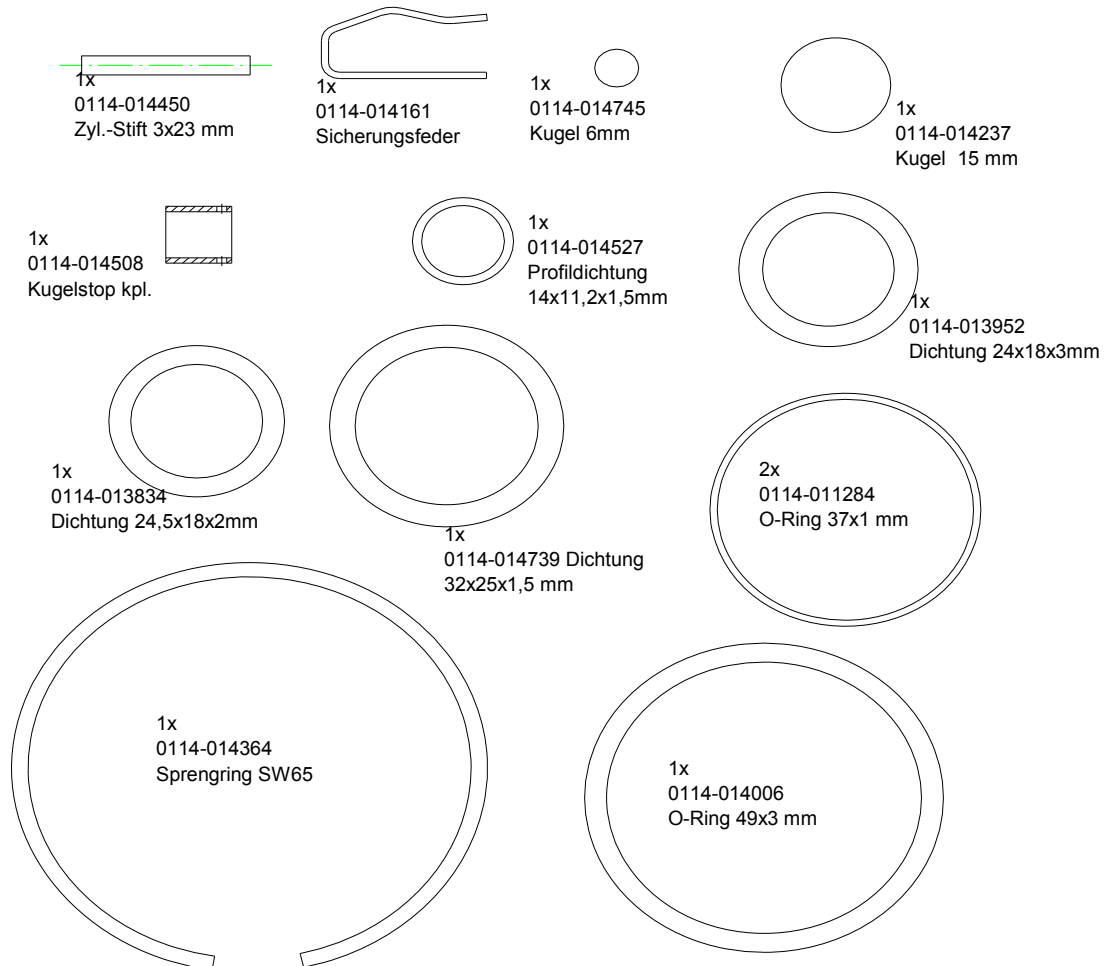 1x
0114-014450
Zyl.-Stift 3x23 mm
1x
0114-014161
Sicherungsfeder
1x
0114-014745
Kugel 6mm
1x
0114-014237
Kugel  15 mm
1x
0114-014508
Kugelstop kpl.
1x
0114-014527
Profildichtung
14x11,2x1,5mm
1x
0114-013952
Dichtung 24x18x3mm
1x
0114-013834
Dichtung 24,5x18x2mm
1x
0114-014739 Dichtung
32x25x1,5 mm
2x
0114-011284
O-Ring 37x1 mm
1x
0114-014364
Sprengring SW65
1x
0114-014006
O-Ring 49x3 mm